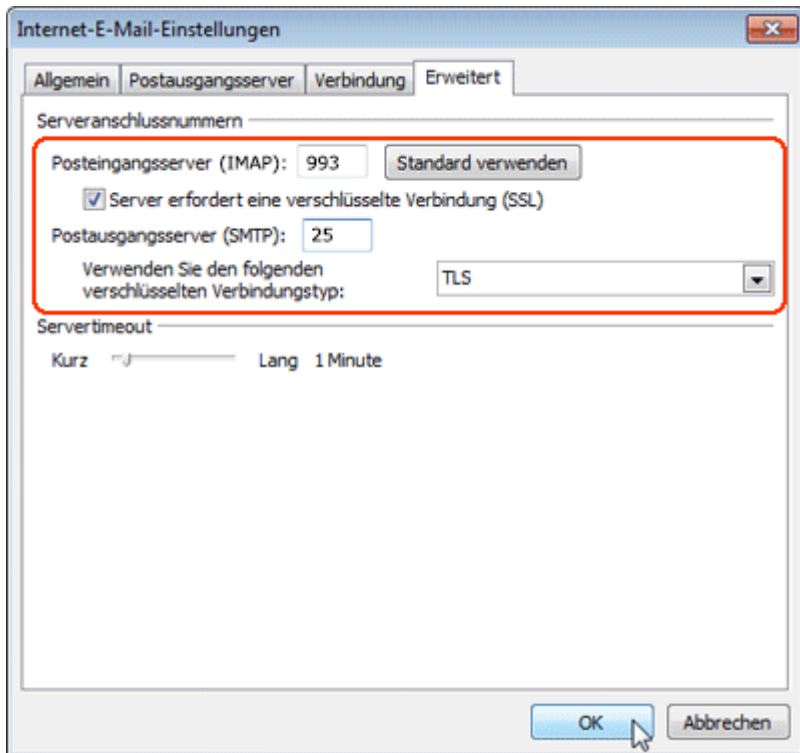 Internet-E-Mail-Einstellungen
Allgemein Postausgangsserver Verbindung Erweitert
Serveranschlussnummern
Posteingangsserver (IMAP): 993 Standard verwenden
Server erfordert eine verschlüsselte Verbindung (SSL)
Postausgangsserver (SMTP): 25
Verwenden Sie den folgenden
verschlüsselten Verbindungstyp: TLS
Servertimeout
Kurz Lang 1 Minute
OK Abbrechen